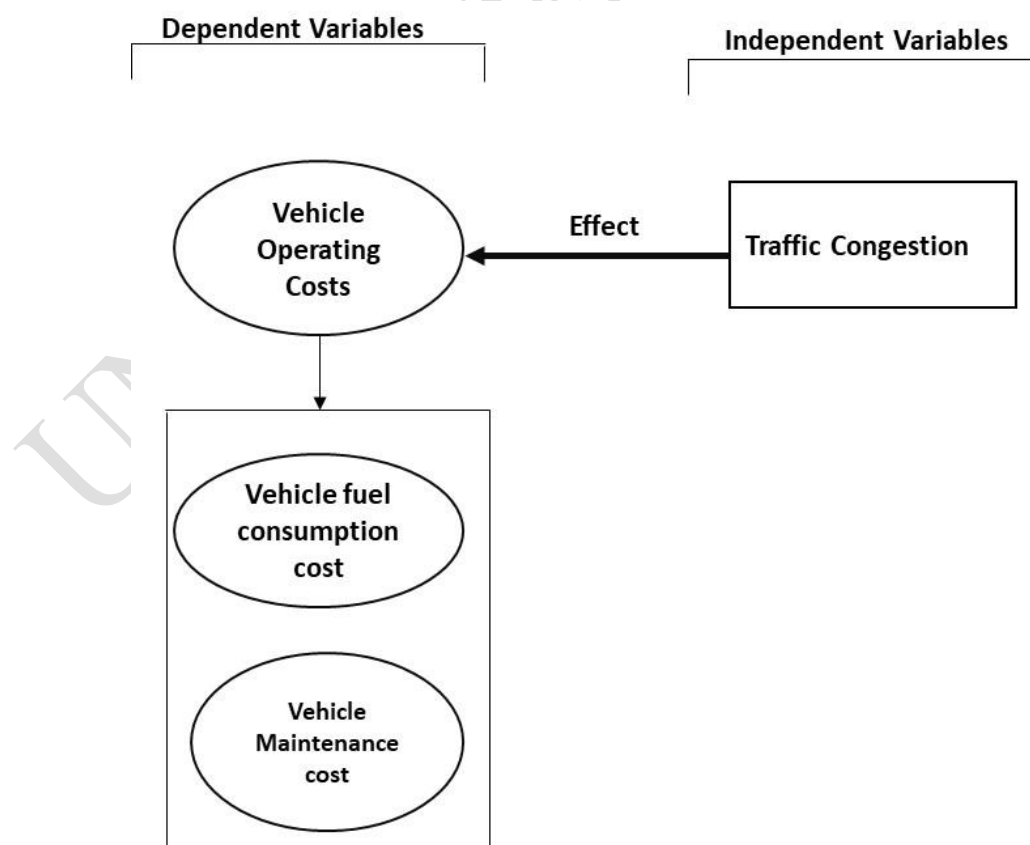 Dependent Variables
Independent Variables
Vehicle
Operating
Costs
Effect
Traffic Congestion
Vehicle fuel
consumption
cost
Vehicle
Maintenance
cost